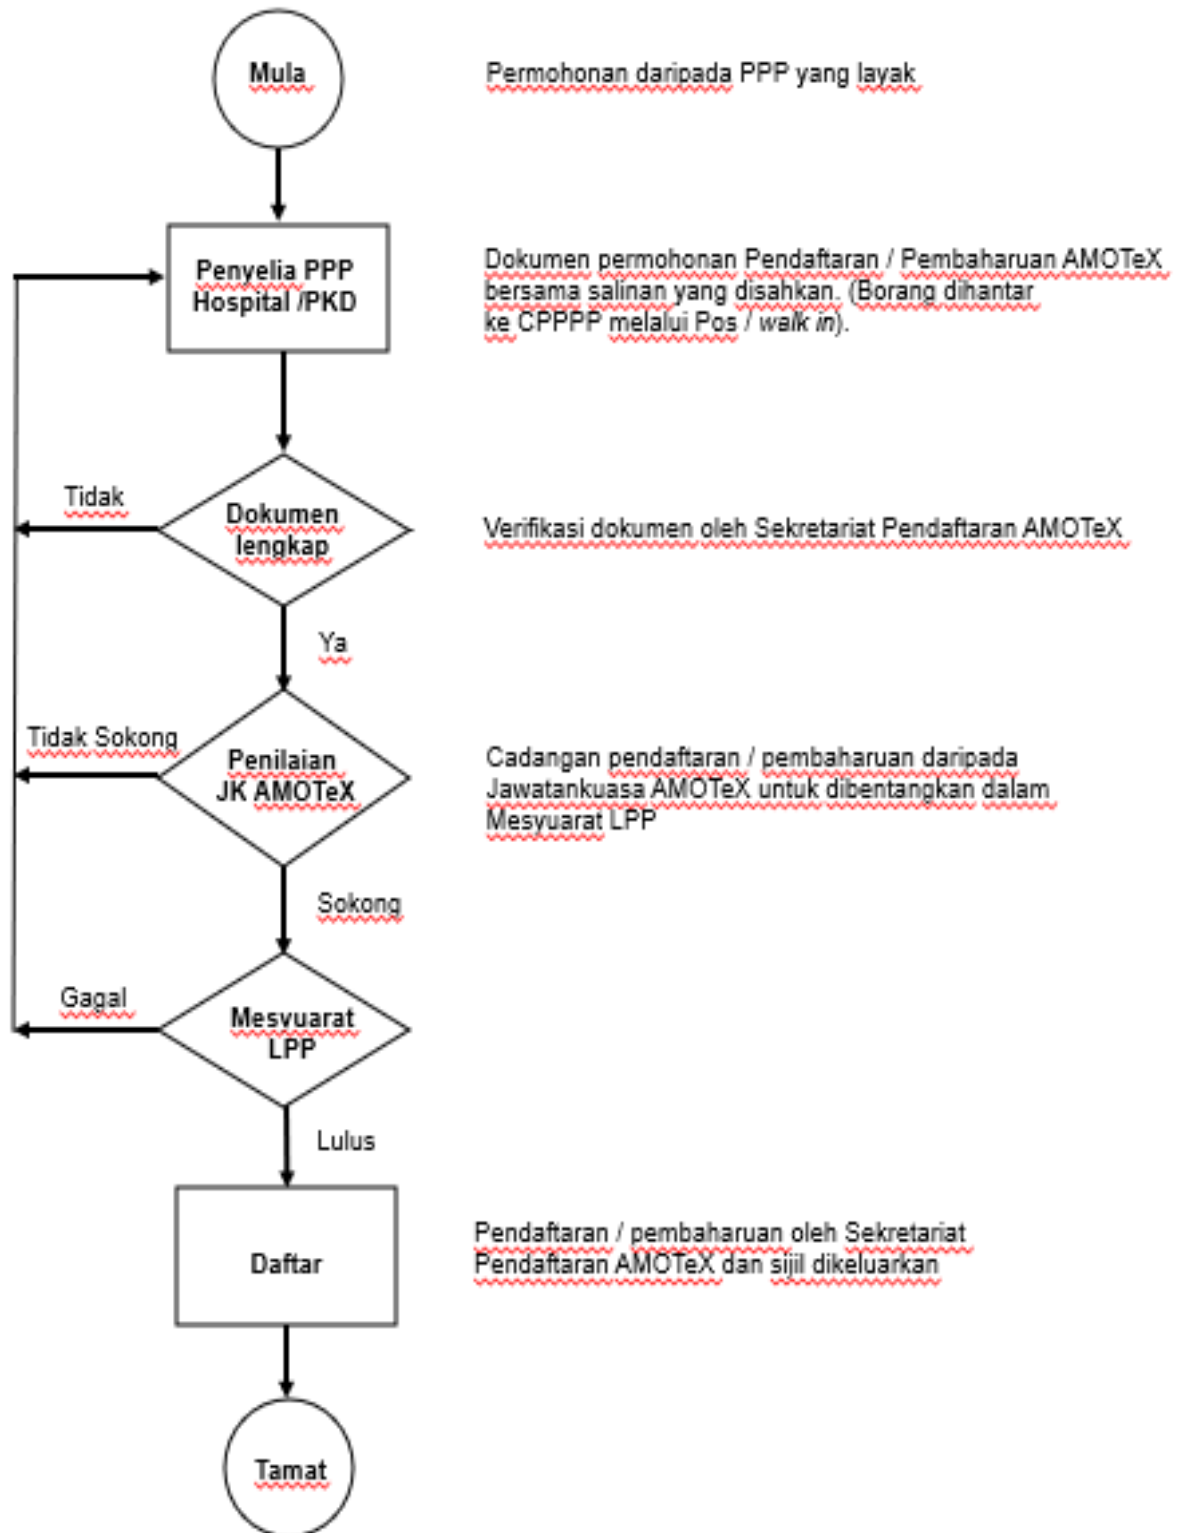 Mula
Permohonan daripada PPP yang layak
Penyelia PPP
Hospital /PKD
Dokumen permohonan Pendaftaran / Pembaharuan AMOTeX
bersama salinan yang disahkan. (Borang dihantar
ke CPPPP melalui Pos / walk in).
Tidak
Dokumen
lengkap
Verifikasi dokumen oleh Sekretariat Pendaftaran AMOTeX
Ya
Tidak Sokong
Penilaian
JK AMOTeX
Cadangan pendaftaran / pembaharuan daripada
Jawatankuasa AMOTeX untuk dibentangkan dalam
Mesyuarat LPP
Sokong
Gagal
Mesyuarat
LPP
Lulus
Daftar
Pendaftaran / pembaharuan oleh Sekretariat
Pendaftaran AMOTeX dan sijil dikeluarkan
Tamat